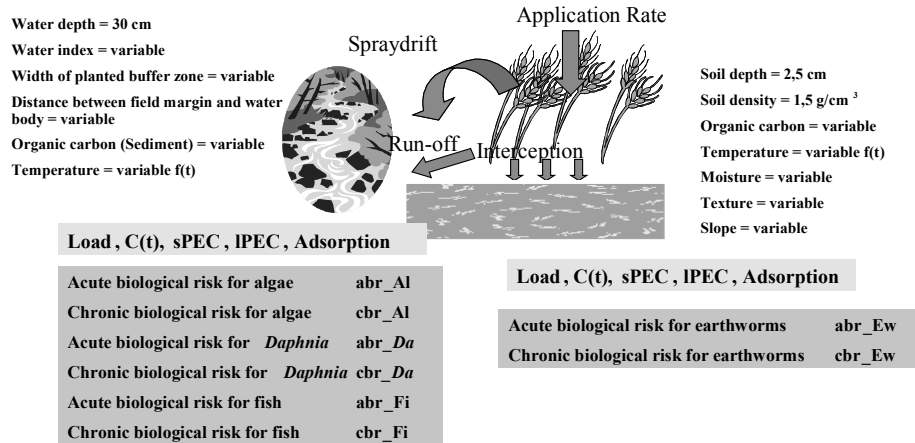 Water depth = 30 cm
Water index = variable
Width of planted buffer zone = variable
Distance between field margin and water
body = variable
Organic carbon (Sediment) = variable
Temperature = variable f(t)
Application Rate
Spraydrift
Run-off
Interception
Soil depth = 2,5 cm
Soil density = 1,5 g/cm ³
Organic carbon = variable
Temperature = variable f(t)
Moisture = variable
Texture = variable
Slope = variable
Load , C(t), sPEC , lPEC , Adsorption
Acute biological risk for algae abr_Al
Chronic biological risk for algae cbr_Al
Acute biological risk for Daphnia abr_Da
Chronic biological risk for Daphnia cbr_Da
Acute biological risk for fish abr_Fi
Chronic biological risk for fish cbr_Fi
Load , C(t), sPEC , lPEC , Adsorption
Acute biological risk for earthworms abr_Ew
Chronic biological risk for earthworms cbr_Ew